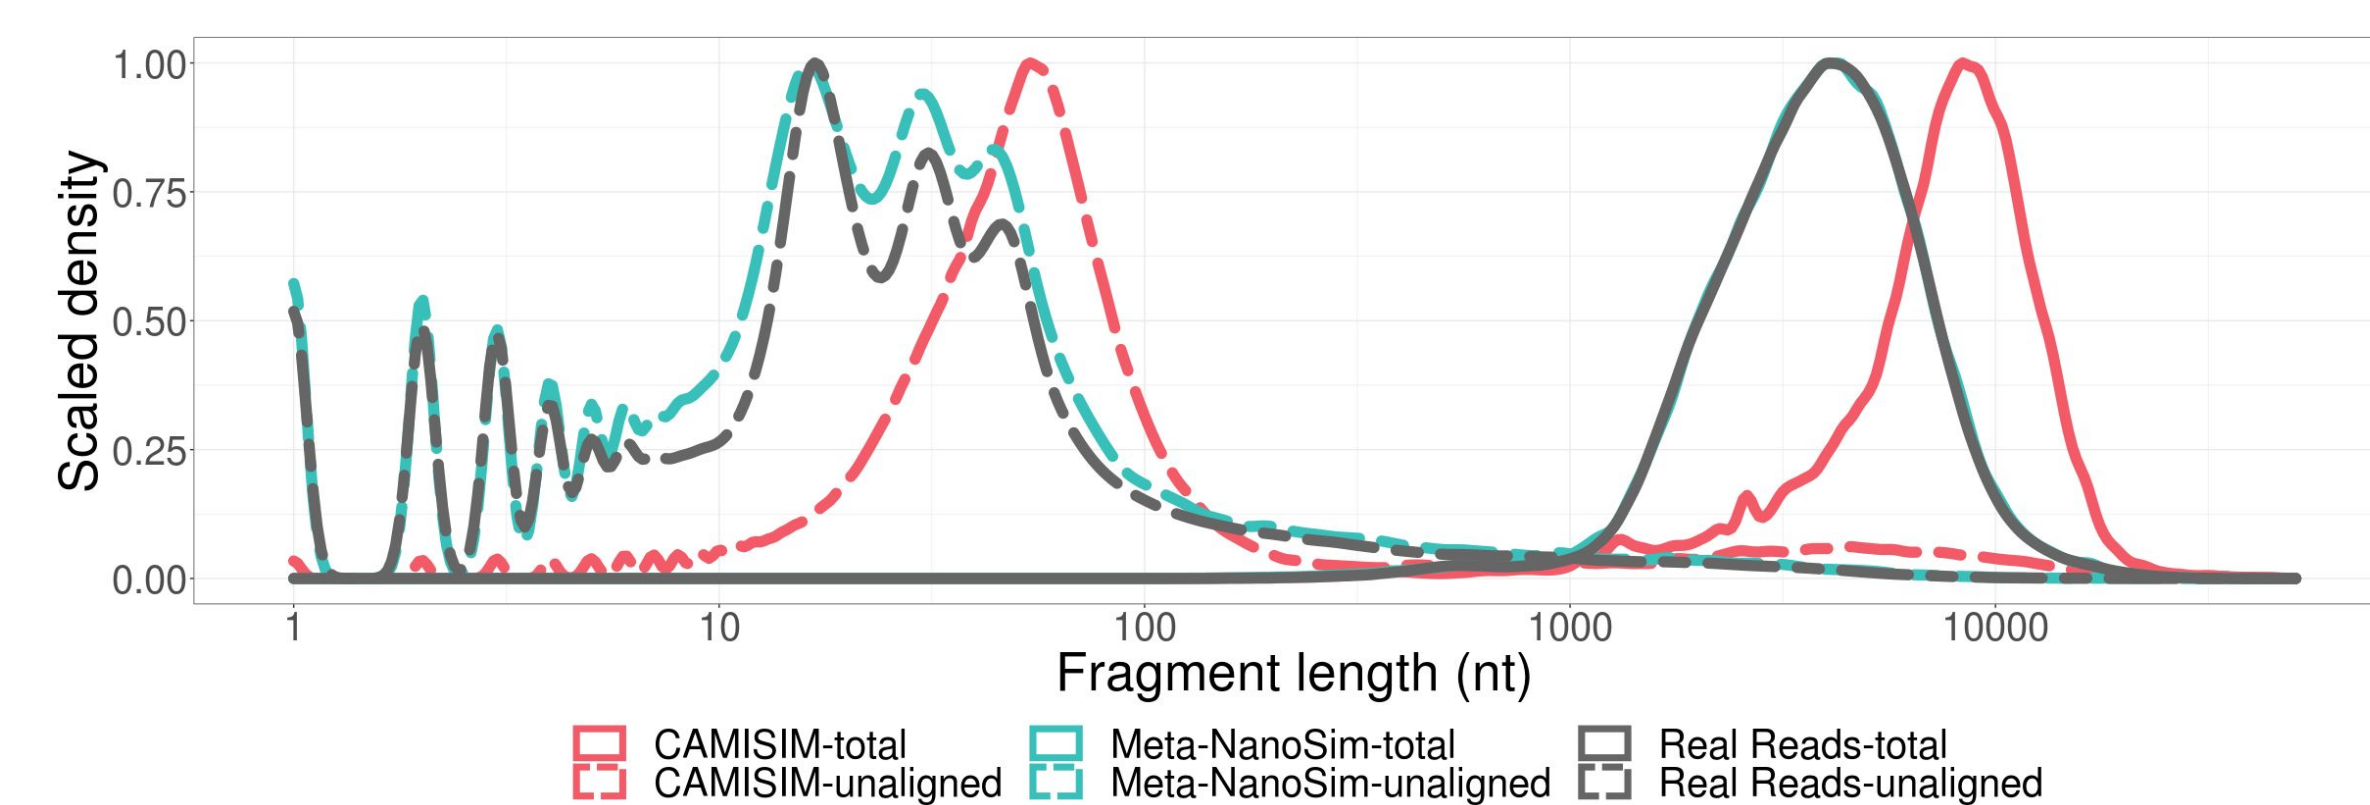 Scaled density
1.00
0.75
0.50
0.25
0.00
1 10 100 1000 10000
Fragment length (nt)
CAMISIM-total Meta-NanoSim-total Real Reads-total
CAMISIM-unaligned Meta-NanoSim-unaligned Real Reads-unaligned